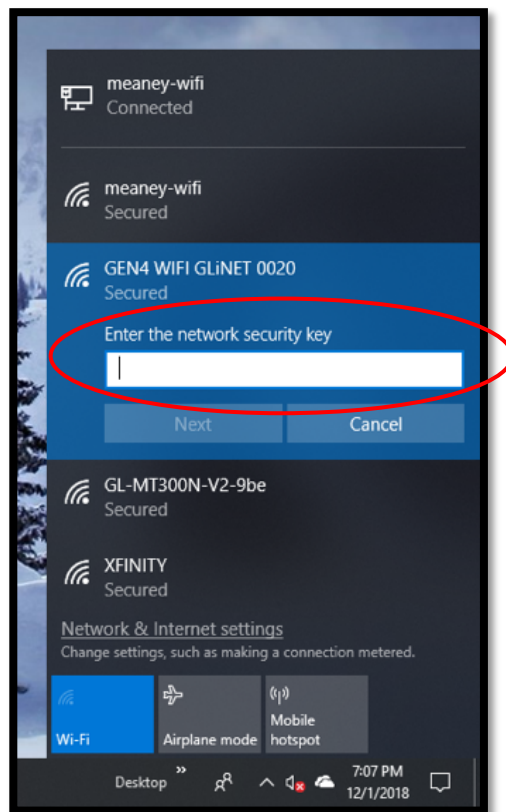 meaney-wifi
Connected
meaney-wifi
Secured
GEN4 WIFI GLiNET 0020
Secured
Enter the network security key
Next
Cancel
GL-MT300N-V2-9be
Secured
XFINITY
Secured
Network & Internet settings
Change settings, such as making a connection metered.
Wi-Fi
Airplane mode
Mobile
hotspot
Desktop
7:07 PM
12/1/2018